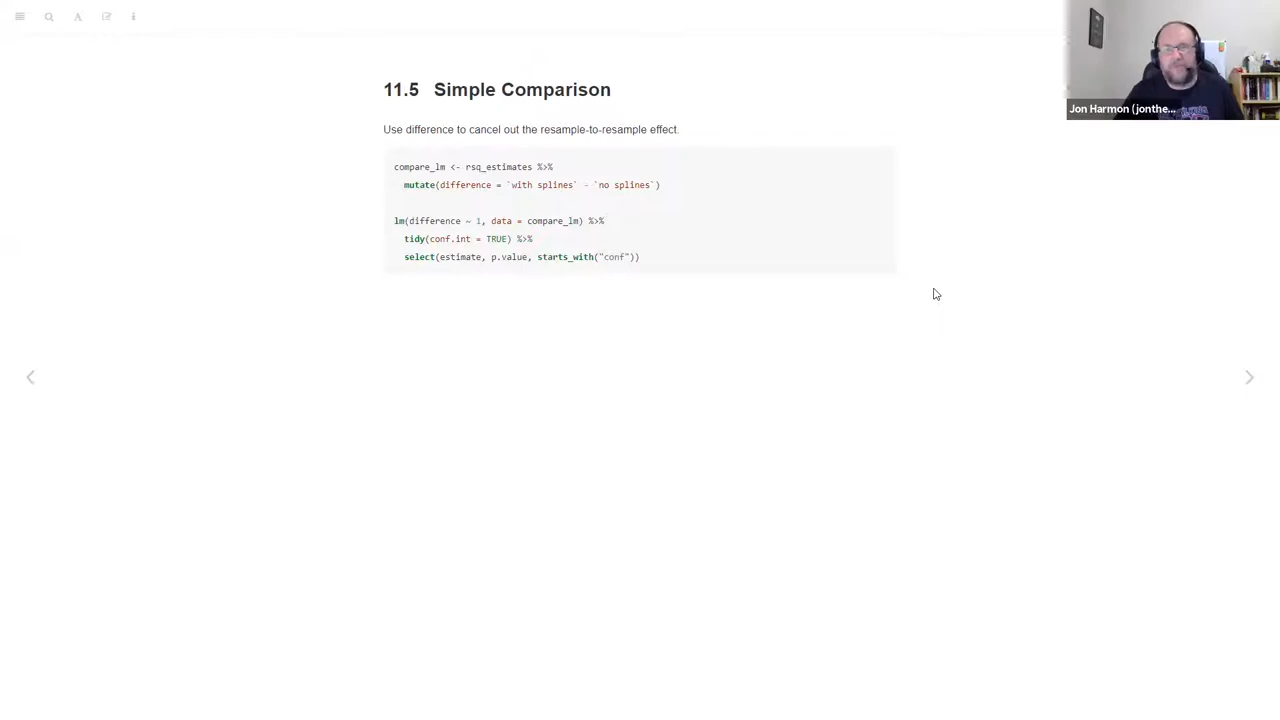 11.5 Simple Comparison
Use difference to cancel out the resample-to-resample effect.
compare_lm <- rsq_estimates %>%
mutate(difference = `with splines` - `no splines`)
lm(difference ~ 1, data = compare_lm) %>%
tidy(conf.int = TRUE) %>%
select(estimate, p.value, starts_with("conf"))
Jon Harmon (jonthe...